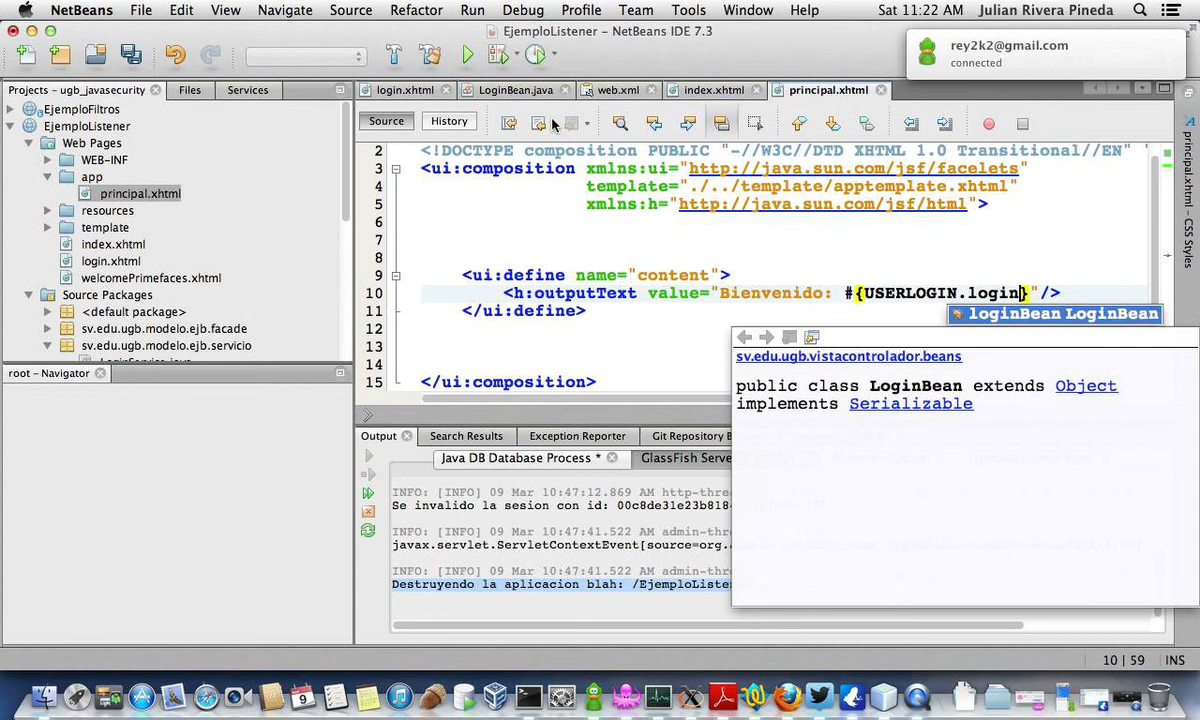 NetBeans File Edit View Navigate Source Refactor Run Debug Profile Team Tools Window Help Sat 11:22 AM Julian Rivera Pineda
EjemploListener – NetBeans IDE 7.3
rey2k2@gmail.com
connected
Projects – ugb_javasecurity Files Services
login.xhtml LoginBean.java web.xml index.xhtml principal.xhtml
Source History
EjemploFiltros
EjemploListener
Web Pages
WEB-INF
app
principal.xhtml
resources
template
index.xhtml
login.xhtml
welcomePrimefaces.xhtml
Source Packages
<default package>
sv.edu.ugb.modelo.ejb.facade
sv.edu.ugb.modelo.ejb.servicio
LoginService.java
root – Navigator
2 <!DOCTYPE composition PUBLIC "-//W3C//DTD XHTML 1.0 Transitional//EN" "
3 <ui:composition xmlns:ui="http://java.sun.com/jsf/facelets"
4 template="./../template/apptemplate.xhtml"
5 xmlns:h="http://java.sun.com/jsf/html">
6
7
8
9 <ui:define name="content">
10 <h:outputText value="Bienvenido: #{USERLOGIN.login}"/>
11 </ui:define>
12
13
14
15 </ui:composition>
loginBean LoginBean
sv.edu.ugb.vistacontrolador.beans
public class LoginBean extends Object
implements Serializable
principal.xhtml – CSS Styles
Output Search Results Exception Reporter Git Repository B
Java DB Database Process * GlassFish Serve
INFO: [INFO] 09 Mar 10:47:12.869 AM http-threa
Se invalido la sesion con id: 00c8de31e23b818
INFO: [INFO] 09 Mar 10:47:41.522 AM admin-thre
javax.servlet.ServletContextEvent[source=org.
INFO: [INFO] 09 Mar 10:47:41.522 AM admin-thre
Destruyendo la aplicacion blah: /EjemploListe
10 | 59 INS